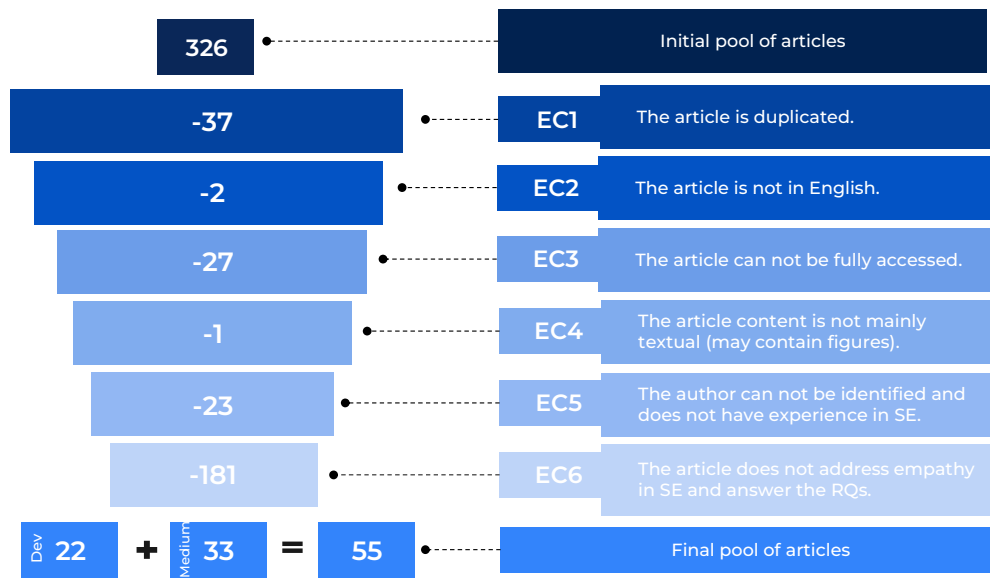 326
Initial pool of articles
-37
EC1
The article is duplicated.
-2
EC2
The article is not in English.
-27
EC3
The article can not be fully accessed.
-1
EC4
The article content is not mainly
textual (may contain figures).
-23
EC5
The author can not be identified and
does not have experience in SE.
-181
EC6
The article does not address empathy
in SE and answer the RQs.
Dev 22 + Medium 33 = 55
Final pool of articles